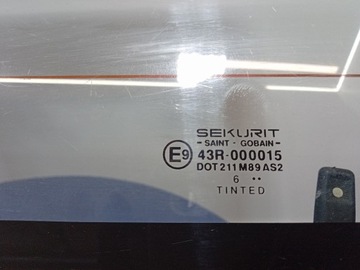 SEKURIT
- SAINT - GOBAIN -
E9 43R-000015
DOT 211 M89 AS2
6 ··
TINTED